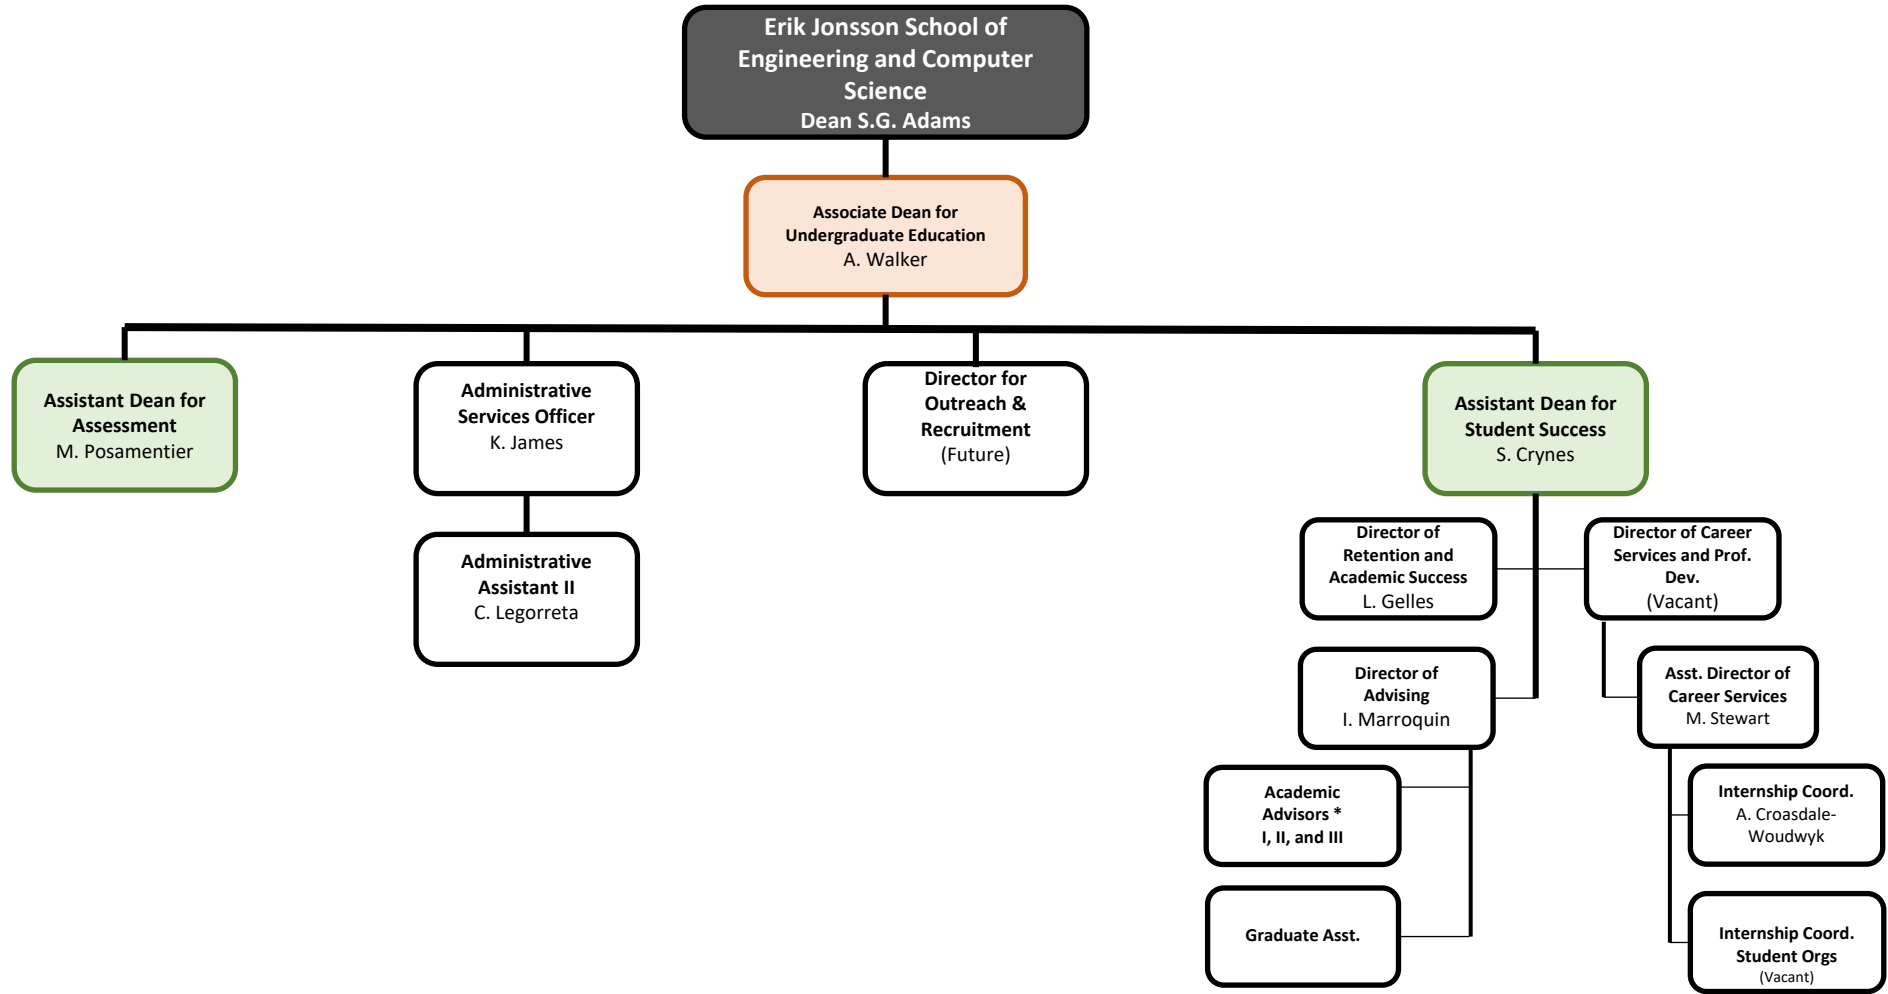 Erik Jonsson School of
Engineering and Computer
Science
Dean S.G. Adams
Associate Dean for
Undergraduate Education
A. Walker
Assistant Dean for
Assessment
M. Posamentier
Administrative
Services Officer
K. James
Director for
Outreach &
Recruitment
(Future)
Assistant Dean for
Student Success
S. Crynes
Administrative
Assistant II
C. Legorreta
Director of
Retention and
Academic Success
L. Gelles
Director of Career
Services and Prof.
Dev.
(Vacant)
Director of
Advising
I. Marroquin
Asst. Director of
Career Services
M. Stewart
Academic
Advisors *
I, II, and III
Internship Coord.
A. Croasdale-
Woudwyk
Graduate Asst.
Internship Coord.
Student Orgs
(Vacant)